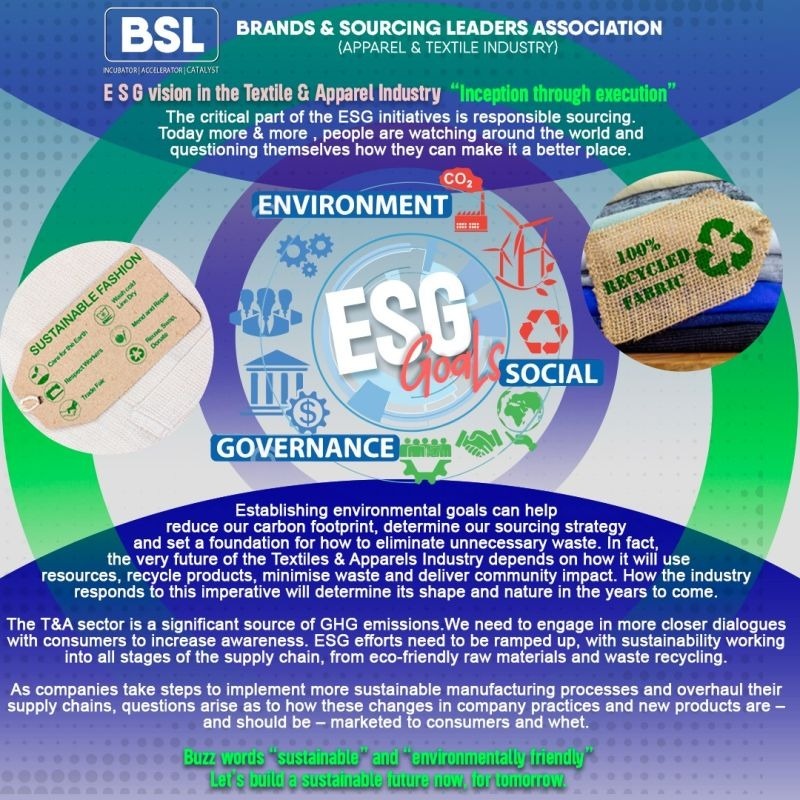 BSL
INCUBATOR|ACCELERATOR|CATALYST
BRANDS & SOURCING LEADERS ASSOCIATION
(APPAREL & TEXTILE INDUSTRY)
E S G vision in the Textile & Apparel Industry "Inception through execution"
The critical part of the ESG initiatives is responsible sourcing.
Today more & more , people are watching around the world and
questioning themselves how they can make it a better place.
CO2
ENVIRONMENT
100%
RECYCLED
FABRIC
SUSTAINABLE FASHION
Care for the Earth
Respect Workers
Trade Fair
Wash cold
Line Dry
Mend and Repair
Reuse, Swap,
Donate
ESG
Goals
SOCIAL
$
GOVERNANCE
Establishing environmental goals can help
reduce our carbon footprint, determine our sourcing strategy
and set a foundation for how to eliminate unnecessary waste. In fact,
the very future of the Textiles & Apparels Industry depends on how it will use
resources, recycle products, minimise waste and deliver community impact. How the industry
responds to this imperative will determine its shape and nature in the years to come.
The T&A sector is a significant source of GHG emissions.We need to engage in more closer dialogues
with consumers to increase awareness. ESG efforts need to be ramped up, with sustainability working
into all stages of the supply chain, from eco-friendly raw materials and waste recycling.
As companies take steps to implement more sustainable manufacturing processes and overhaul their
supply chains, questions arise as to how these changes in company practices and new products are –
and should be – marketed to consumers and whet.
Buzz words "sustainable" and "environmentally friendly"
Let's build a sustainable future now, for tomorrow.